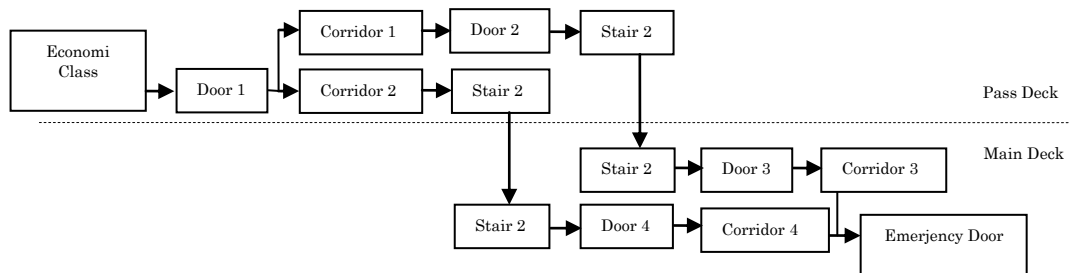 Economi
Class
Door 1
Corridor 1
Door 2
Stair 2
Corridor 2
Stair 2
Pass Deck
Main Deck
Stair 2
Door 3
Corridor 3
Stair 2
Door 4
Corridor 4
Emerjency Door